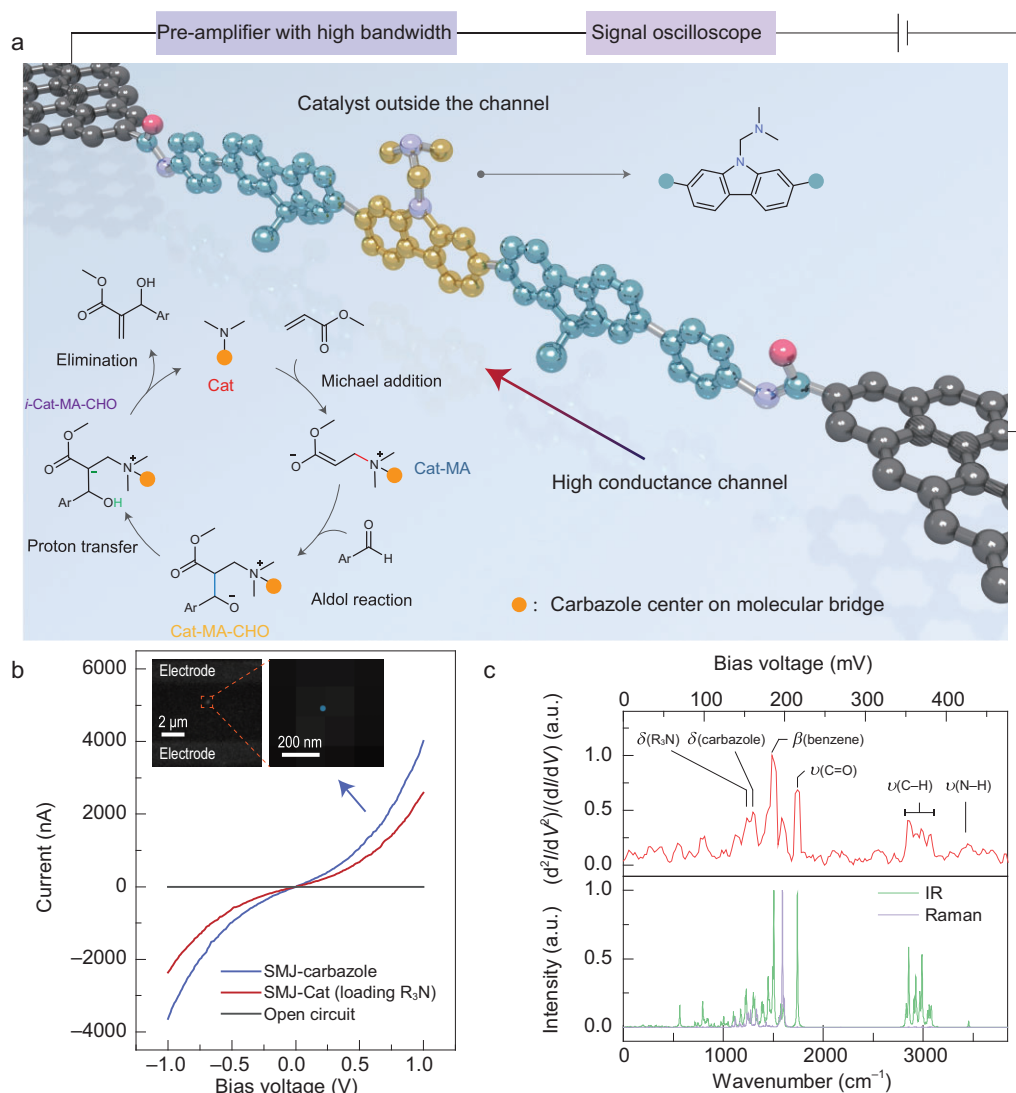 Pre-amplifier with high bandwidth
Signal oscilloscope
a
Catalyst outside the channel
N
N
OH
O
O
Ar
Elimination
N
Cat
O
O
Michael addition
i-Cat-MA-CHO
O
O
−
N
+
Ar
OH
O
−
O
N
+
Cat-MA
High conductance channel
Proton transfer
O
O
N
+
Ar
O
−
Cat-MA-CHO
O
Ar
H
Aldol reaction
: Carbazole center on molecular bridge
b
6000
4000
2000
0
−2000
−4000
Current (nA)
Electrode
2 μm
Electrode
200 nm
SMJ-carbazole
SMJ-Cat (loading R₃N)
Open circuit
−1.0
−0.5
0.0
0.5
1.0
Bias voltage (V)
c
Bias voltage (mV)
0
100
200
300
400
(d²I/dV²)/(dI/dV) (a.u.)
1.0
0.5
0.0
δ(R₃N)
δ(carbazole)
β(benzene)
υ(C=O)
υ(C–H)
υ(N–H)
Intensity (a.u.)
1.0
0.5
0.0
IR
Raman
0
1000
2000
3000
Wavenumber (cm⁻¹)